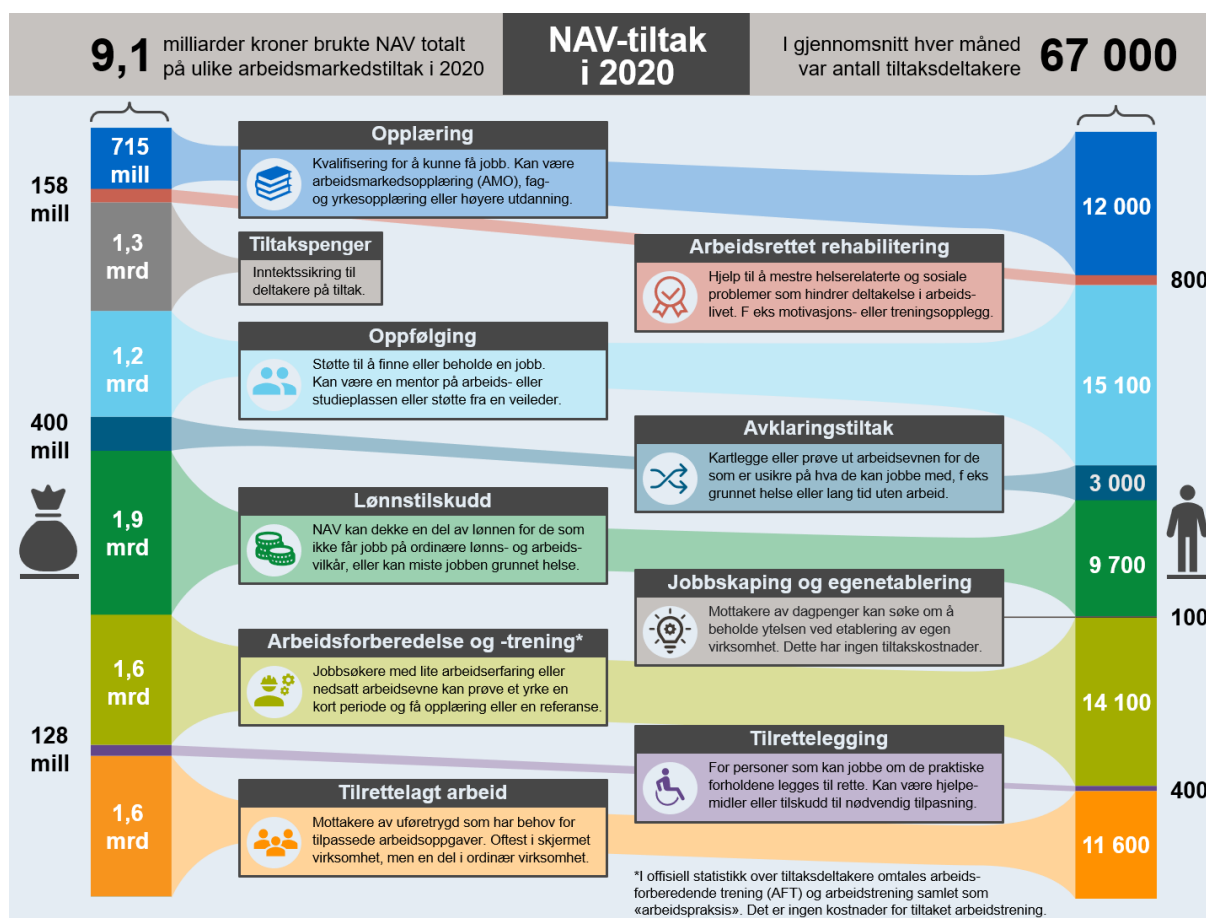 9,1 milliarder kroner brukte NAV totalt
på ulike arbeidsmarkedstiltak i 2020
NAV-tiltak
i 2020
I gjennomsnitt hver måned
var antall tiltaksdeltakere
67 000
715
mill
158
mill
1,3
mrd
1,2
mrd
400
mill
1,9
mrd
1,6
mrd
128
mill
1,6
mrd
Opplæring
Kvalifisering for å kunne få jobb. Kan være
arbeidsmarkedsopplæring (AMO), fag-
og yrkesopplæring eller høyere utdanning.
Tiltakspenger
Inntektssikring til
deltakere på tiltak.
Arbeidsrettet rehabilitering
Hjelp til å mestre helserelaterte og sosiale
problemer som hindrer deltakelse i arbeids-
livet. F eks motivasjons- eller treningsopplegg.
Oppfølging
Støtte til å finne eller beholde en jobb.
Kan være en mentor på arbeids- eller
studieplassen eller støtte fra en veileder.
Avklaringstiltak
Kartlegge eller prøve ut arbeidsevnen for de
som er usikre på hva de kan jobbe med, f eks
grunnet helse eller lang tid uten arbeid.
Lønnstilskudd
NAV kan dekke en del av lønnen for de som
ikke får jobb på ordinære lønns- og arbeids-
vilkår, eller kan miste jobben grunnet helse.
Jobbskaping og egenetablering
Mottakere av dagpenger kan søke om å
beholde ytelsen ved etablering av egen
virksomhet. Dette har ingen tiltakskostnader.
Arbeidsforberedelse og -trening*
Jobbsøkere med lite arbeidserfaring eller
nedsatt arbeidsevne kan prøve et yrke en
kort periode og få opplæring eller en referanse.
Tilrettelegging
For personer som kan jobbe om de praktiske
forholdene legges til rette. Kan være hjelpe-
midler eller tilskudd til nødvendig tilpasning.
Tilrettelagt arbeid
Mottakere av uføretrygd som har behov for
tilpassede arbeidsoppgaver. Oftest i skjermet
virksomhet, men en del i ordinær virksomhet.
12 000
800
15 100
3 000
9 700
100
14 100
400
11 600
*I offisiell statistikk over tiltaksdeltakere omtales arbeids-
forberedende trening (AFT) og arbeidstrening samlet som
«arbeidspraksis». Det er ingen kostnader for tiltaket arbeidstrening.